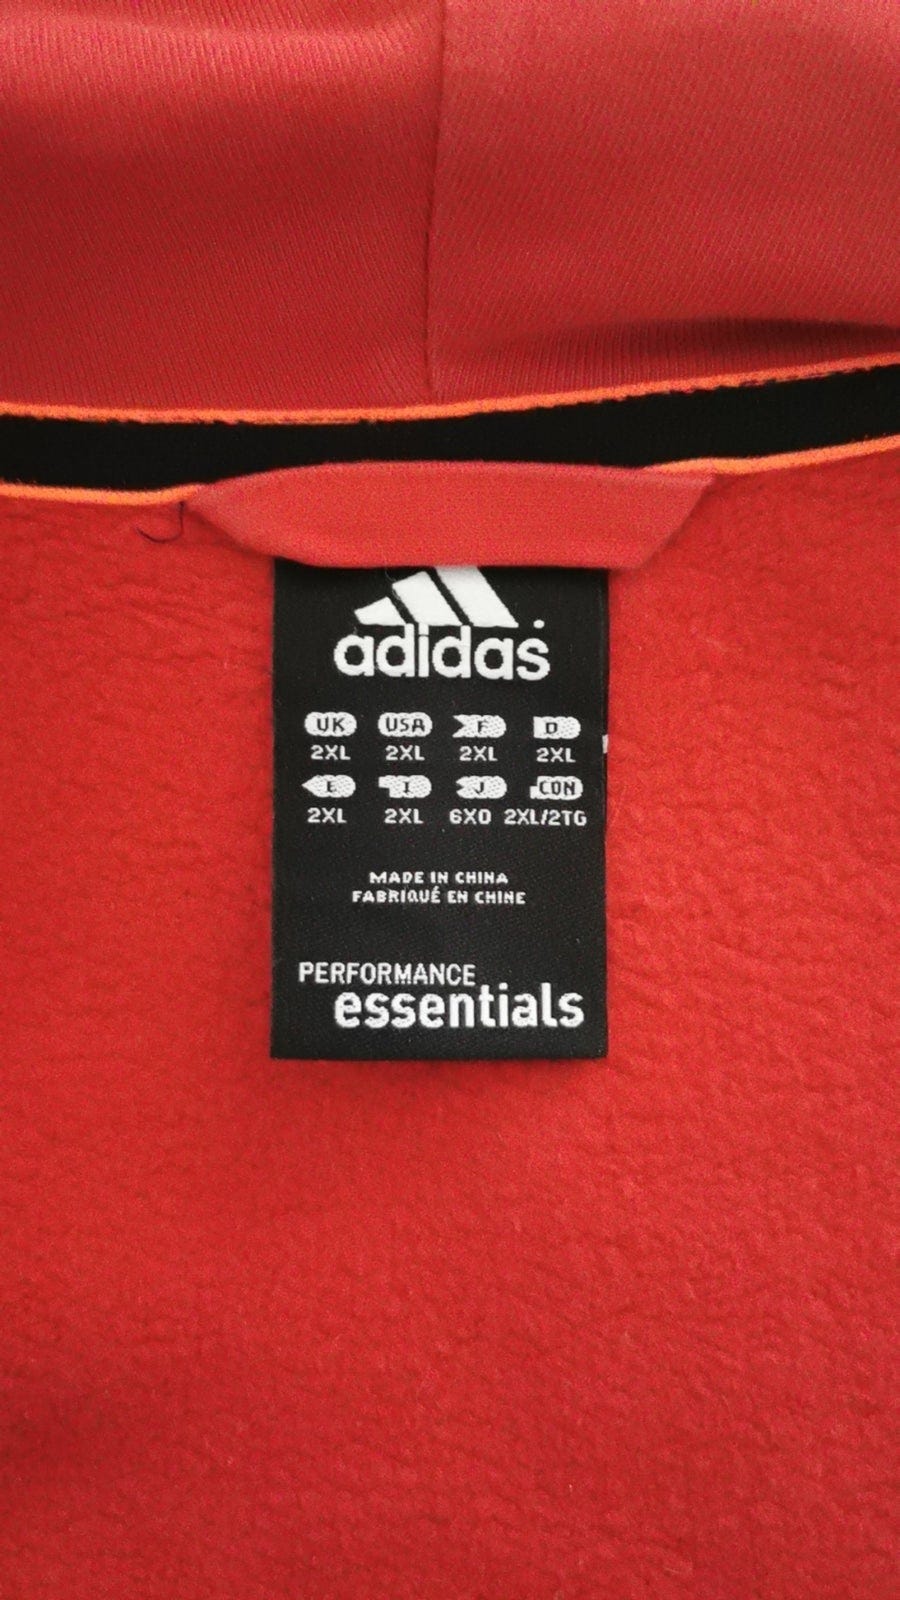 adidas
UK USA F D
2XL 2XL 2XL 2XL
E I J CON
2XL 2XL 6XO 2XL/2TG
MADE IN CHINA
FABRIQUÉ EN CHINE
PERFORMANCE
essentials